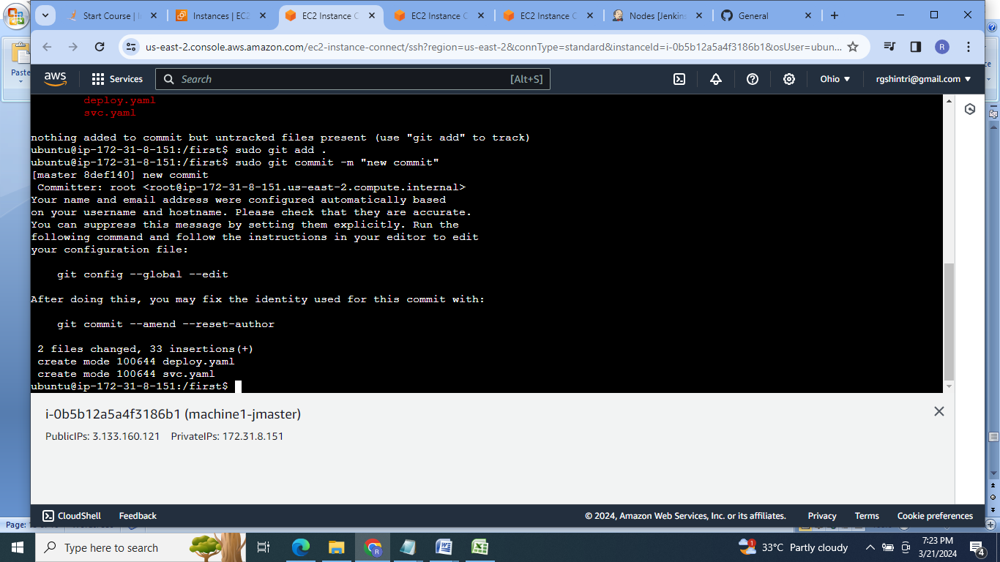 Start Course | I
Instances | EC2
EC2 Instance C
EC2 Instance C
EC2 Instance C
Nodes [Jenkins
General
us-east-2.console.aws.amazon.com/ec2-instance-connect/ssh?region=us-east-2&connType=standard&instanceId=i-0b5b12a5a4f3186b1&osUser=ubun...
R
Paste
aws
Services
Search
[Alt+S]
Ohio
rgshintri@gmail.com
deploy.yaml
svc.yaml
nothing added to commit but untracked files present (use "git add" to track)
ubuntu@ip-172-31-8-151:/first$ sudo git add .
ubuntu@ip-172-31-8-151:/first$ sudo git commit -m "new commit"
[master 8def140] new commit
Committer: root <root@ip-172-31-8-151.us-east-2.compute.internal>
Your name and email address were configured automatically based
on your username and hostname. Please check that they are accurate.
You can suppress this message by setting them explicitly. Run the
following command and follow the instructions in your editor to edit
your configuration file:
git config --global --edit
After doing this, you may fix the identity used for this commit with:
git commit --amend --reset-author
2 files changed, 33 insertions(+)
create mode 100644 deploy.yaml
create mode 100644 svc.yaml
ubuntu@ip-172-31-8-151:/first$
i-0b5b12a5a4f3186b1 (machine1-jmaster)
PublicIPs: 3.133.160.121 PrivateIPs: 172.31.8.151
CloudShell
Feedback
© 2024, Amazon Web Services, Inc. or its affiliates.
Privacy
Terms
Cookie preferences
Page:
Type here to search
1
33°C Partly cloudy
7:23 PM
3/21/2024
4